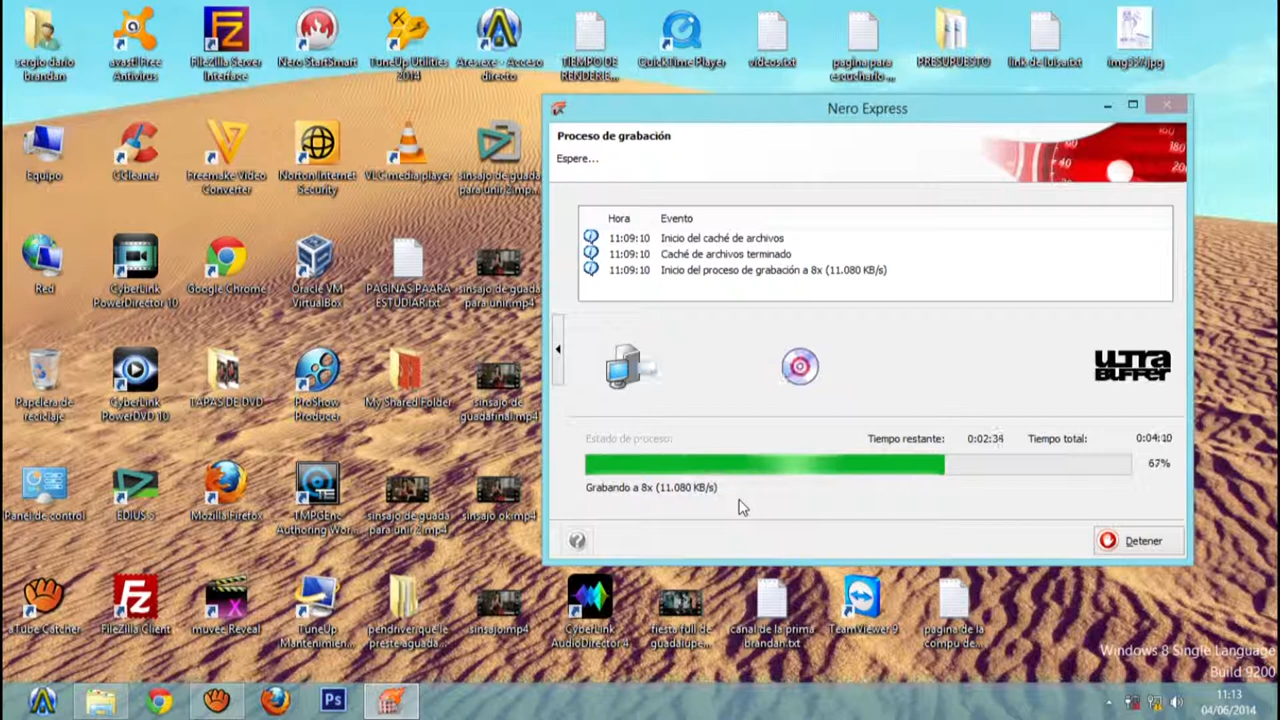 sergio dario
brandan
avast! Free
Antivirus
FileZilla Server
Interface
Nero StartSmart
TuneUp Utilities
2014
Ares.exe - Acceso
directo
TIEMPO DE
RENDERIE...
QuickTime Player
videos.txt
pagina para
escucharlo ...
PRESUPUESTO
link de luisa.txt
Equipo
CCleaner
Freemake Video
Converter
Norton Internet
Security
VLC media player
sinsajo de guada
para unir 2.mp...
Nero Express
Proceso de grabación
Espere...
Hora Evento
11:09:10 Inicio del caché de archivos
11:09:10 Caché de archivos terminado
11:09:10 Inicio del proceso de grabación a 8x (11.080 KB/s)
Red
CyberLink
PowerDirector 10
Google Chrome
Oracle VM
VirtualBox
PAGINAS PAARA
ESTUDIAR.txt
sinsajo de guada
para unir.mp4
ULTRA
BUFFER
Papelera de
reciclaje
CyberLink
PowerDVD 10
TAPAS DE DVD
ProShow
Producer
My Shared Folder
sinsajo de
guadafinal.mp4
Estado de proceso:
Tiempo restante: 0:02:34 Tiempo total: 0:04:10
67%
Grabando a 8x (11.080 KB/s)
Detener
Panel de control
EDIUS 5
Mozilla Firefox
TMPGEnc
Authoring Wor...
sinsajo de guada
para unir 2.mp4
sinsajo ok.mp4
aTube Catcher
FileZilla Client
muvee Reveal
TuneUp
Mantenimien...
pendriver que le
preste aguada...
sinsajo.mp4
CyberLink
AudioDirector 4
fiesta full de
guadalupe...
canal de la prima
brandan.txt
TeamViewer 9
pagina de la
compu de...
Windows 8 Single Language
Build 9200
Ps
11:13
04/06/2014